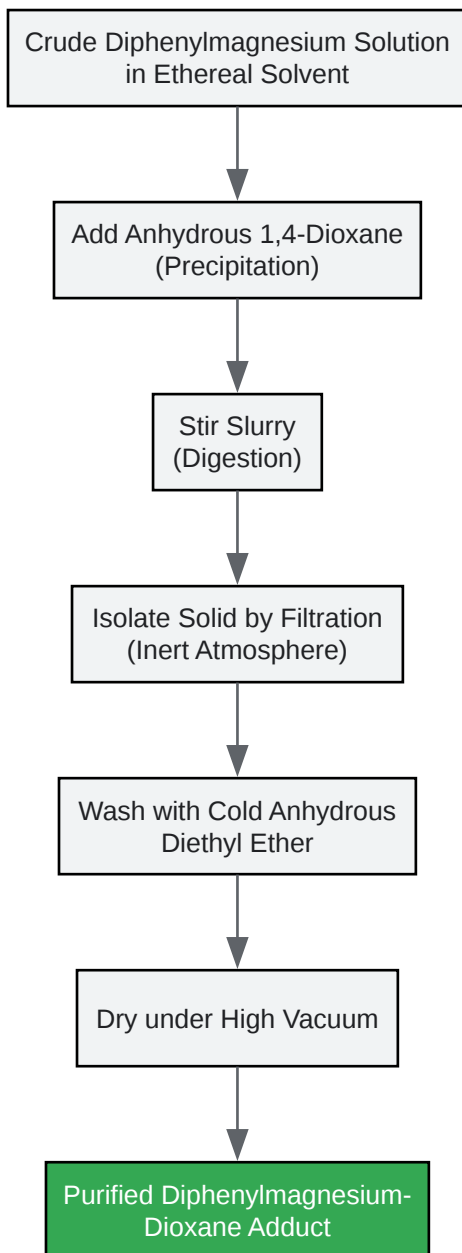 Crude Diphenylmagnesium Solution
in Ethereal Solvent
Add Anhydrous 1,4-Dioxane
(Precipitation)
Stir Slurry
(Digestion)
Isolate Solid by Filtration
(Inert Atmosphere)
Wash with Cold Anhydrous
Diethyl Ether
Dry under High Vacuum
Purified Diphenylmagnesium-
Dioxane Adduct